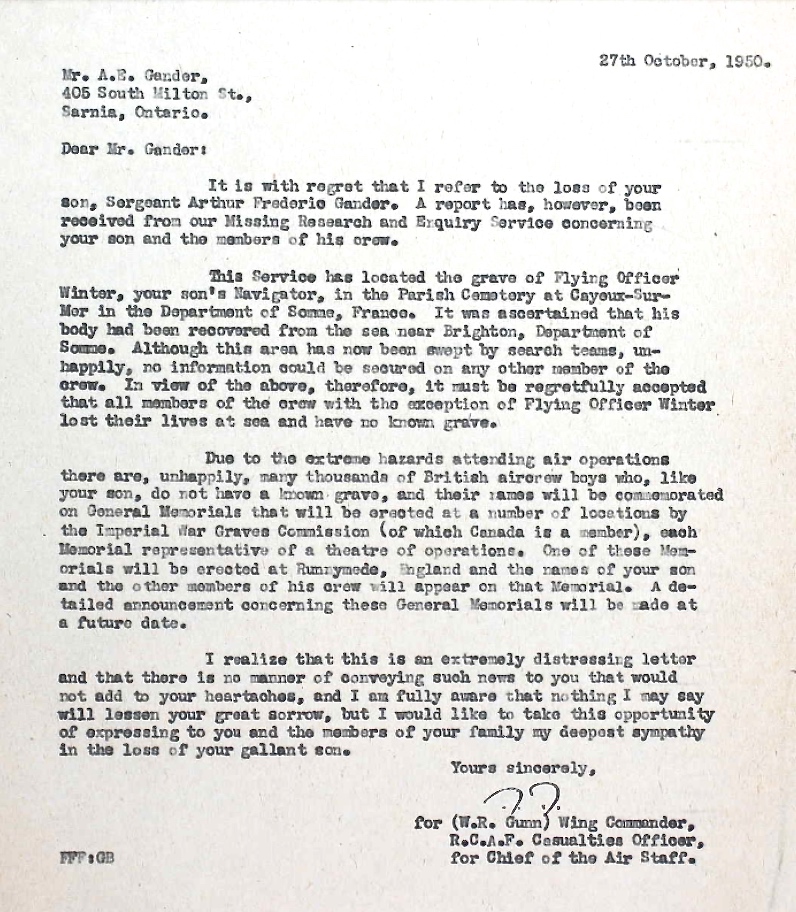 27th October, 1950.
Mr. A.E. Gander,
405 South Milton St.,
Sarnia, Ontario.
Dear Mr. Gander:
It is with regret that I refer to the loss of your
son, Sergeant Arthur Frederic Gander. A report has, however, been
received from our Missing Research and Enquiry Service concerning
your son and the members of his crew.
This Service has located the grave of Flying Officer
Winter, your son's Navigator, in the Parish Cemetery at Cayeux-Sur-
Mer in the Department of Somme, France. It was ascertained that his
body had been recovered from the sea near Brighton, Department of
Somme. Although this area has now been swept by search teams, un-
happily, no information could be secured on any other member of the
crew. In view of the above, therefore, it must be regretfully accepted
that all members of the crew with the exception of Flying Officer Winter
lost their lives at sea and have no known grave.
Due to the extreme hazards attending air operations
there are, unhappily, many thousands of British aircrew boys who, like
your son, do not have a known grave, and their names will be commemorated
on General Memorials that will be erected at a number of locations by
the Imperial War Graves Commission (of which Canada is a member), each
Memorial representative of a theatre of operations. One of these Mem-
orials will be erected at Runnymede, England and the names of your son
and the other members of his crew will appear on that Memorial. A de-
tailed announcement concerning these General Memorials will be made at
a future date.
I realize that this is an extremely distressing letter
and that there is no manner of conveying such news to you that would
not add to your heartaches, and I am fully aware that nothing I may say
will lessen your great sorrow, but I would like to take this opportunity
of expressing to you and the members of your family my deepest sympathy
in the loss of your gallant son.
Yours sincerely,
for (W.R. Gunn) Wing Commander,
R.C.A.F. Casualties Officer,
for Chief of the Air Staff.
FFF:GB